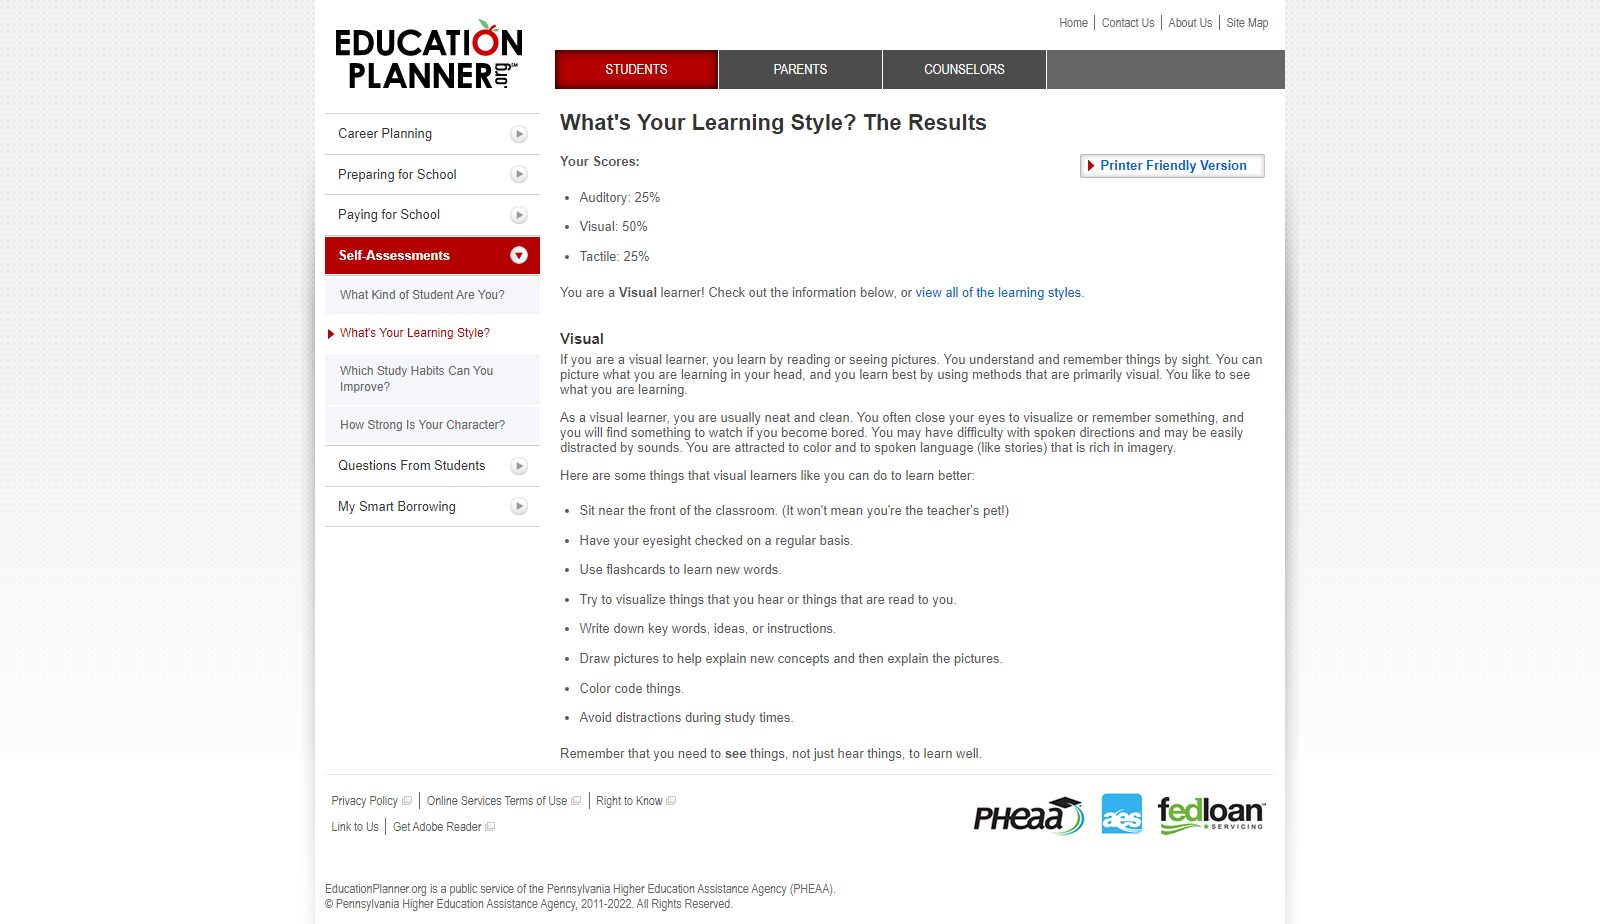 EDUCATION
PLANNER.org
Home
Contact Us
About Us
Site Map
STUDENTS
PARENTS
COUNSELORS
Career Planning
Preparing for School
Paying for School
Self-Assessments
What Kind of Student Are You?
What's Your Learning Style?
Which Study Habits Can You
Improve?
How Strong Is Your Character?
Questions From Students
My Smart Borrowing
What's Your Learning Style? The Results
Your Scores:
Printer Friendly Version
• Auditory: 25%
• Visual: 50%
• Tactile: 25%
You are a Visual learner! Check out the information below, or view all of the learning styles.
Visual
If you are a visual learner, you learn by reading or seeing pictures. You understand and remember things by sight. You can
picture what you are learning in your head, and you learn best by using methods that are primarily visual. You like to see
what you are learning.
As a visual learner, you are usually neat and clean. You often close your eyes to visualize or remember something, and
you will find something to watch if you become bored. You may have difficulty with spoken directions and may be easily
distracted by sounds. You are attracted to color and to spoken language (like stories) that is rich in imagery.
Here are some things that visual learners like you can do to learn better:
• Sit near the front of the classroom. (It won't mean you're the teacher's pet!)
• Have your eyesight checked on a regular basis.
• Use flashcards to learn new words.
• Try to visualize things that you hear or things that are read to you.
• Write down key words, ideas, or instructions.
• Draw pictures to help explain new concepts and then explain the pictures.
• Color code things.
• Avoid distractions during study times.
Remember that you need to see things, not just hear things, to learn well.
Privacy Policy
Online Services Terms of Use
Right to Know
Link to Us
Get Adobe Reader
PHEAA
aes
fedloan
SERVICING
EducationPlanner.org is a public service of the Pennsylvania Higher Education Assistance Agency (PHEAA).
© Pennsylvania Higher Education Assistance Agency, 2011-2022. All Rights Reserved.